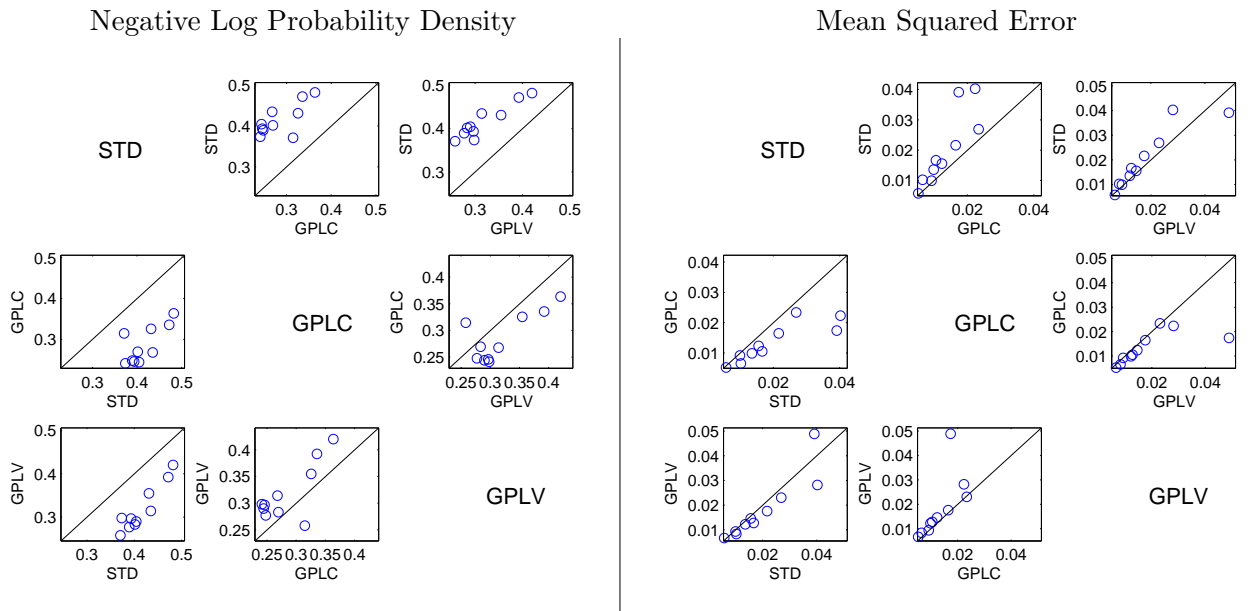 Negative Log Probability Density
Mean Squared Error
STD
0.5
0.4
0.3
STD
0.3 0.4 0.5
GPLC
0.5
0.4
0.3
STD
0.3 0.4 0.5
GPLV
STD
0.04
0.03
0.02
0.01
STD
0.02 0.04
GPLC
0.05
0.04
0.03
0.02
0.01
STD
0.02 0.04
GPLV
0.5
0.4
0.3
GPLC
0.3 0.4 0.5
STD
GPLC
0.4
0.35
0.3
0.25
GPLC
0.25 0.3 0.35 0.4
GPLV
0.04
0.03
0.02
0.01
GPLC
0.02 0.04
STD
GPLC
0.05
0.04
0.03
0.02
0.01
GPLC
0.02 0.04
GPLV
0.5
0.4
0.3
GPLV
0.3 0.4 0.5
STD
0.4
0.35
0.3
0.25
GPLV
0.25 0.3 0.35 0.4
GPLC
GPLV
0.05
0.04
0.03
0.02
0.01
GPLV
0.02 0.04
STD
0.05
0.04
0.03
0.02
0.01
GPLV
0.02 0.04
GPLC
GPLV